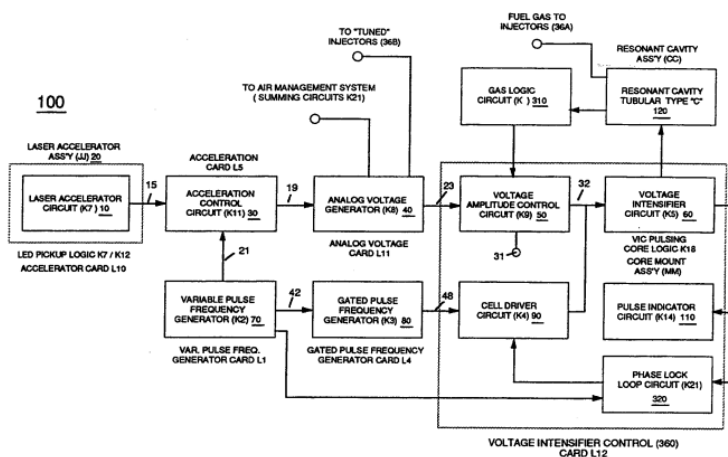 FUEL GAS TO
INJECTORS (36A)
TO "TUNED"
INJECTORS (36B)
RESONANT CAVITY
ASS'Y (CC)
TO AIR MANAGEMENT SYSTEM
( SUMMING CIRCUITS K21)
GAS LOGIC
CIRCUIT (K ) 310
RESONANT CAVITY
TUBULAR TYPE "C"
120
100
LASER ACCELERATOR
ASS'Y (JJ) 20
ACCELERATION
CARD L5
15
19
23
32
LASER ACCELERATOR
CIRCUIT (K7) 10
ACCELERATION
CONTROL
CIRCUIT (K11) 30
ANALOG VOLTAGE
GENERATOR (K8) 40
VOLTAGE
AMPLITUDE CONTROL
CIRCUIT (K9) 50
VOLTAGE
INTENSIFIER
CIRCUIT (K5) 60
LED PICKUP LOGIC K7 / K12
ACCELERATOR CARD L10
21
ANALOG VOLTAGE
CARD L11
31
VIC PULSING
CORE LOGIC K18
CORE MOUNT
ASS'Y (MM)
42
48
VARIABLE PULSE
FREQUENCY
GENERATOR (K2) 70
GATED PULSE
FREQUENCY
GENERATOR (K3) 80
CELL DRIVER
CIRCUIT (K4) 90
PULSE INDICATOR
CIRCUIT (K14) 110
VAR. PULSE FREQ.
GENERATOR CARD L1
GATED PULSE FREQUENCY
GENERATOR CARD L4
PHASE LOCK
LOOP CIRCUIT (K21)
320
VOLTAGE INTENSIFIER CONTROL (360)
CARD L12